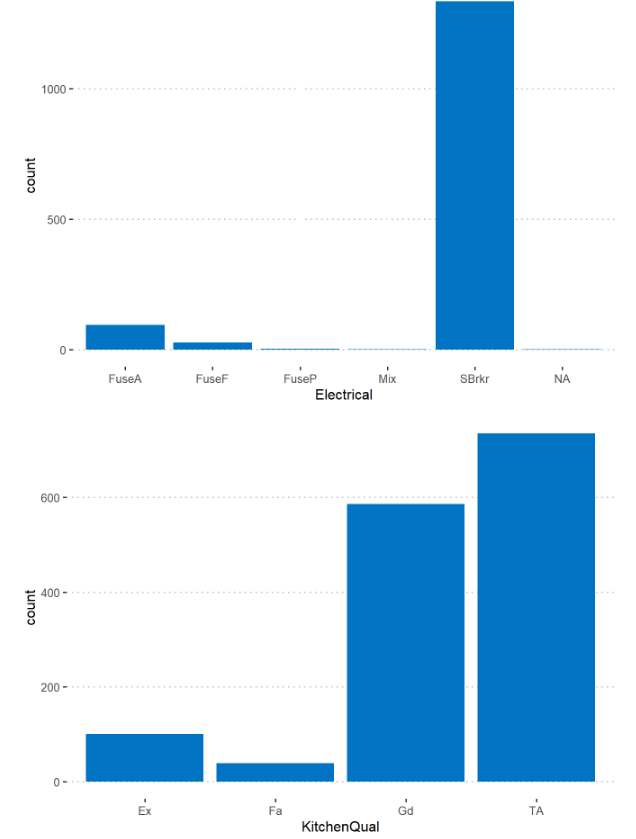 1000
count
500
0
FuseA FuseF FuseP Mix SBrkr NA
Electrical
600
count
400
200
0
Ex Fa Gd TA
KitchenQual